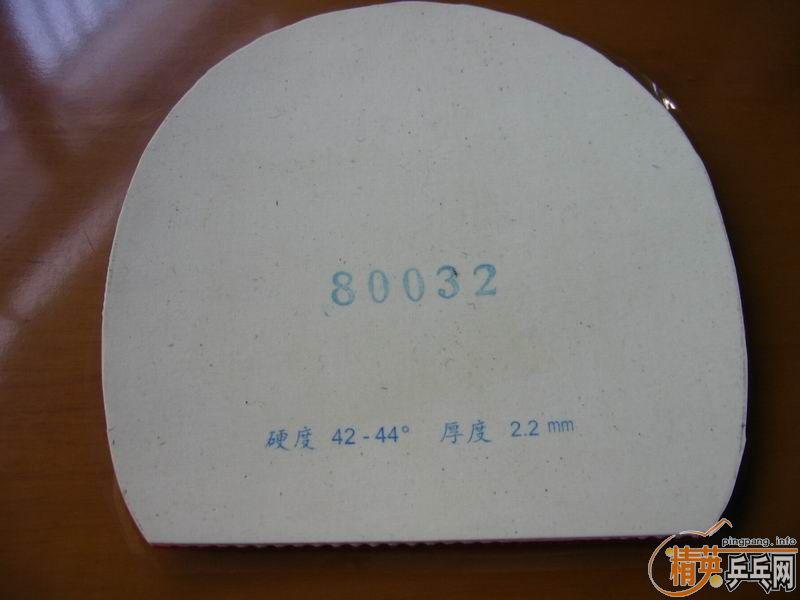 80032
硬度 42-44° 厚度 2.2 mm
pingpang.info
精英乒乓网